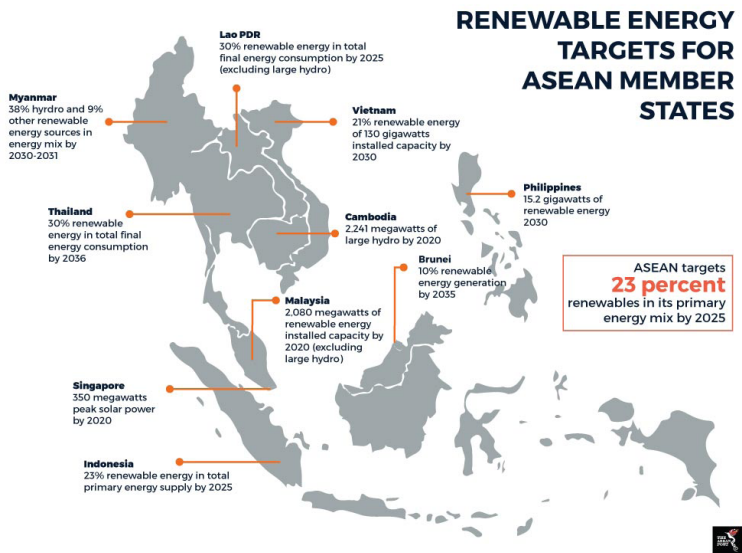 RENEWABLE ENERGY
TARGETS FOR
ASEAN MEMBER
STATES
Lao PDR
30% renewable energy in total
final energy consumption by 2025
(excluding large hydro)
Myanmar
38% hyrdro and 9%
other renewable
energy sources in
energy mix by
2030-2031
Vietnam
21% renewable energy
of 130 gigawatts
installed capacity by
2030
Philippines
15.2 gigawatts of
renewable energy
2030
Thailand
30% renewable
energy in total final
energy consumption
by 2036
Cambodia
2.241 megawatts of
large hydro by 2020
Brunei
10% renewable
energy generation
by 2035
ASEAN targets
23 percent
renewables in its primary
energy mix by 2025
Malaysia
2,080 megawatts of
renewable energy
installed capacity by
2020 (excluding
large hydro)
Singapore
350 megawatts
peak solar power
by 2020
Indonesia
23% renewable energy in total
primary energy supply by 2025
THE
ASEAN
POST